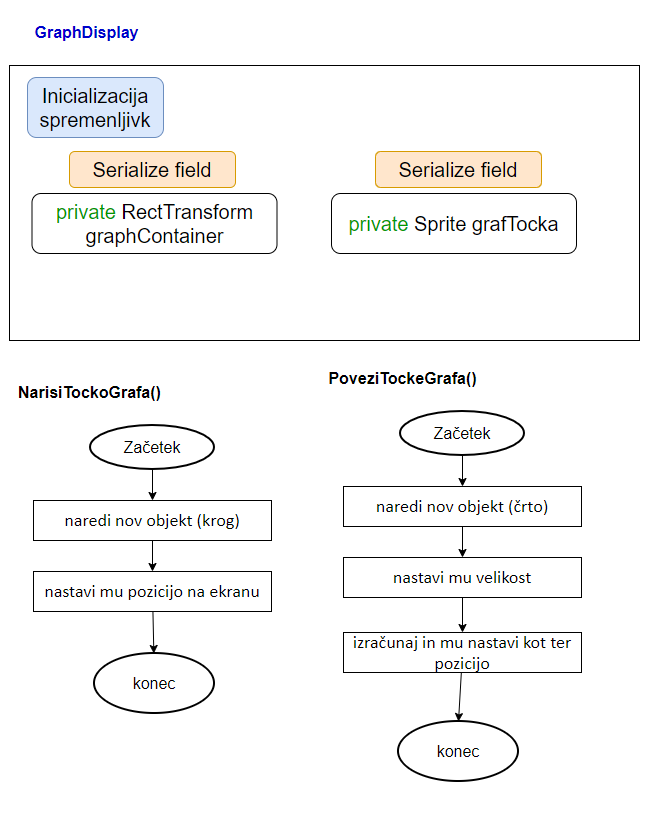 GraphDisplay
Inicializacija
spremenljivk
Serialize field
private RectTransform
graphContainer
Serialize field
private Sprite grafTocka
NarisiTockoGrafa()
Začetek
naredi nov objekt (krog)
nastavi mu pozicijo na ekranu
konec
PoveziTockeGrafa()
Začetek
naredi nov objekt (črto)
nastavi mu velikost
izračunaj in mu nastavi kot ter
pozicijo
konec